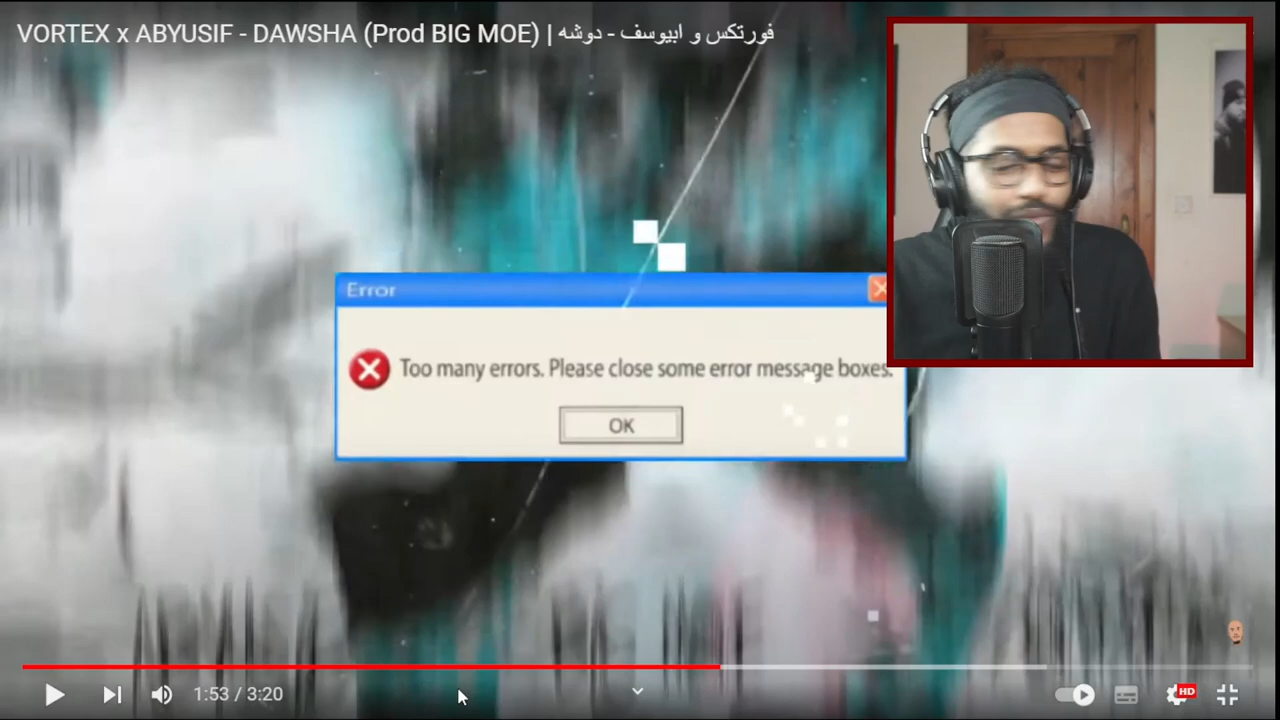 VORTEX x ABYUSIF - DAWSHA (Prod BIG MOE) | فورتكس و ابيوسف - دوشه
Error
Too many errors. Please close some error message boxes.
OK
1:53 / 3:20
HD